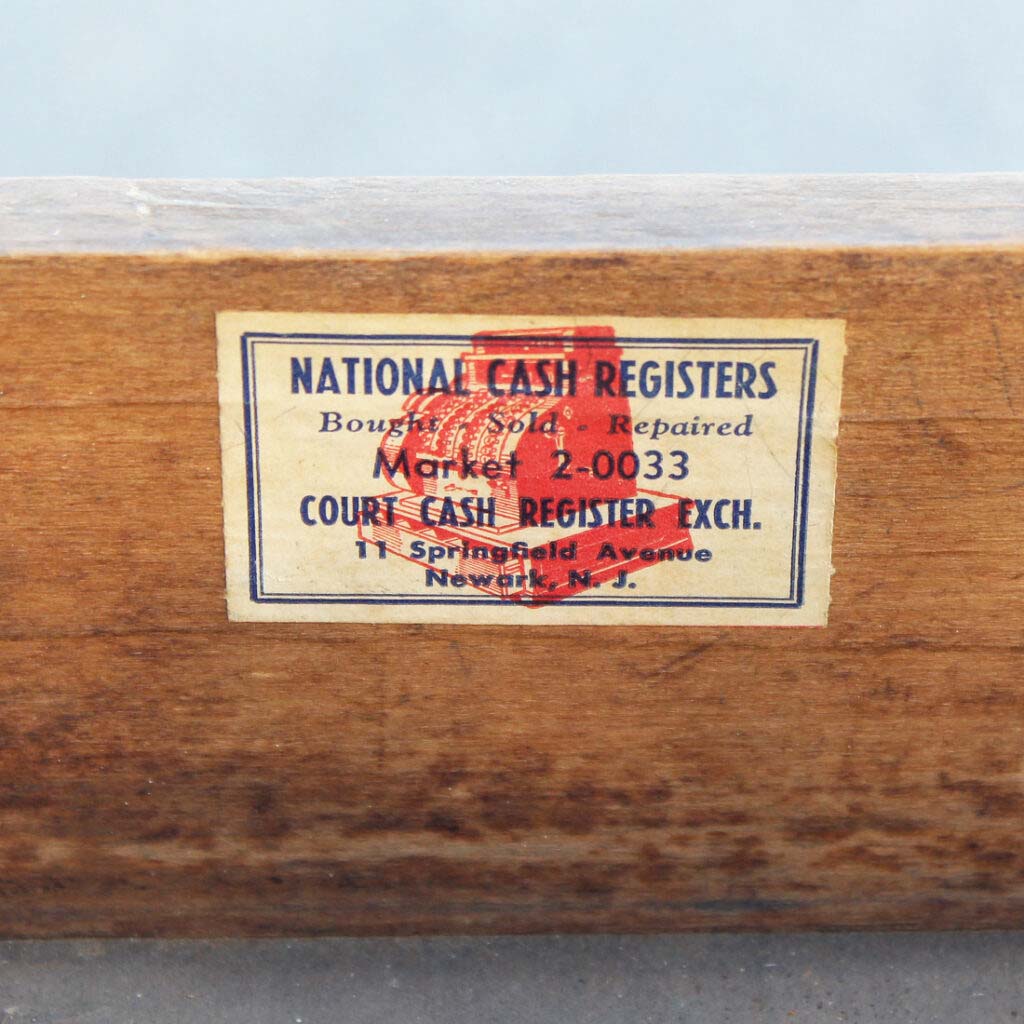 NATIONAL CASH REGISTERS
Bought - Sold - Repaired
Market 2-0033
COURT CASH REGISTER EXCH.
11 Springfield Avenue
Newark, N. J.